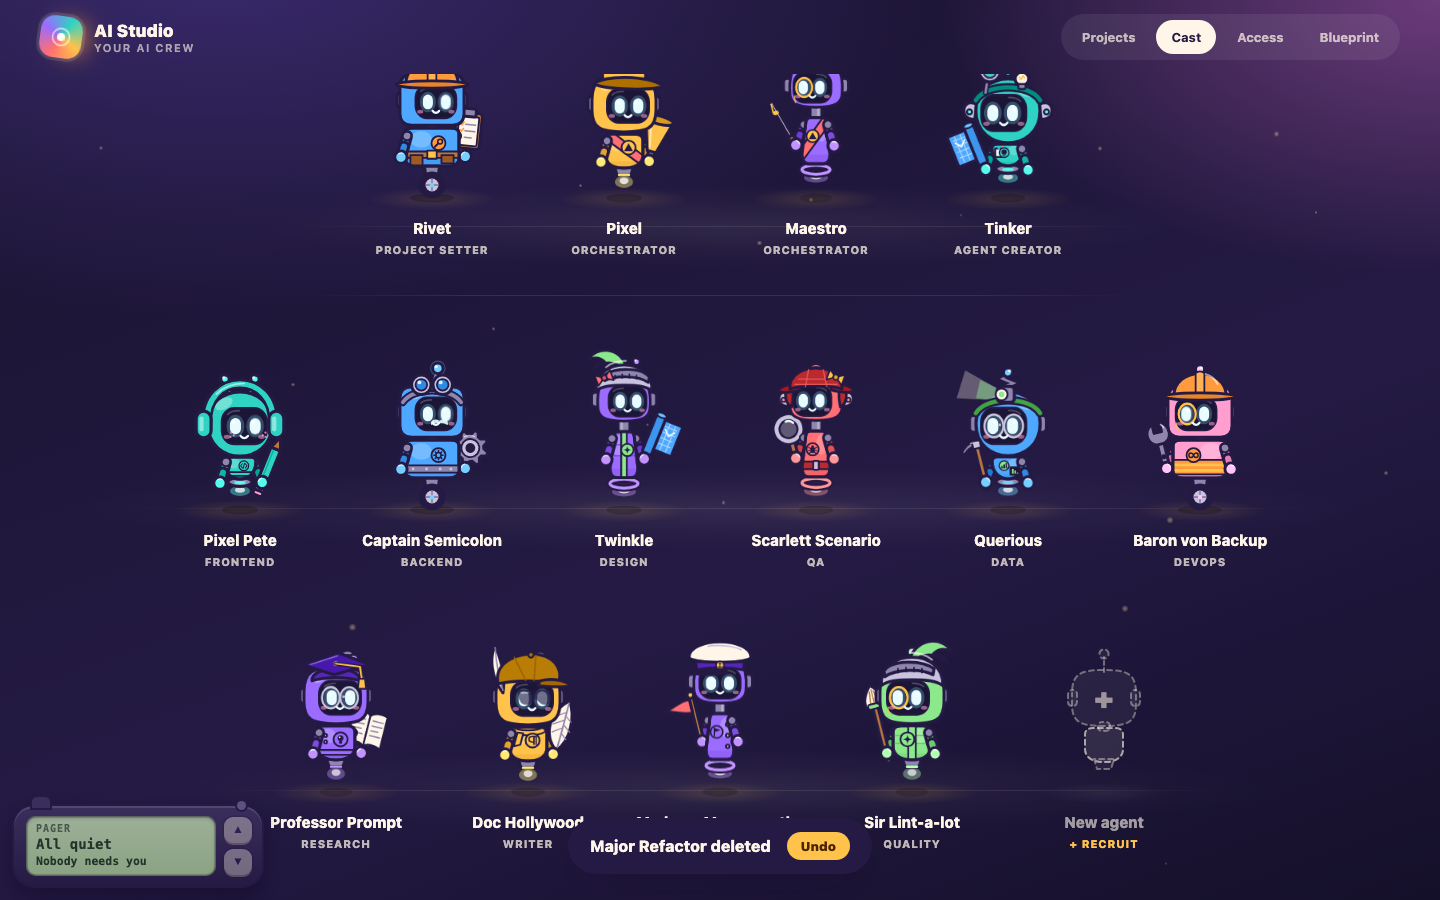 AI Studio
YOUR AI CREW
Projects
Cast
Access
Blueprint
Rivet
PROJECT SETTER
Pixel
ORCHESTRATOR
Maestro
ORCHESTRATOR
Tinker
AGENT CREATOR
Pixel Pete
FRONTEND
Captain Semicolon
BACKEND
Twinkle
DESIGN
Scarlett Scenario
QA
Querious
DATA
Baron von Backup
DEVOPS
Professor Prompt
RESEARCH
Doc Hollywood
WRITER
Sir Lint-a-lot
QUALITY
New agent
+ RECRUIT
PAGER
All quiet
Nobody needs you
Major Refactor deleted
Undo